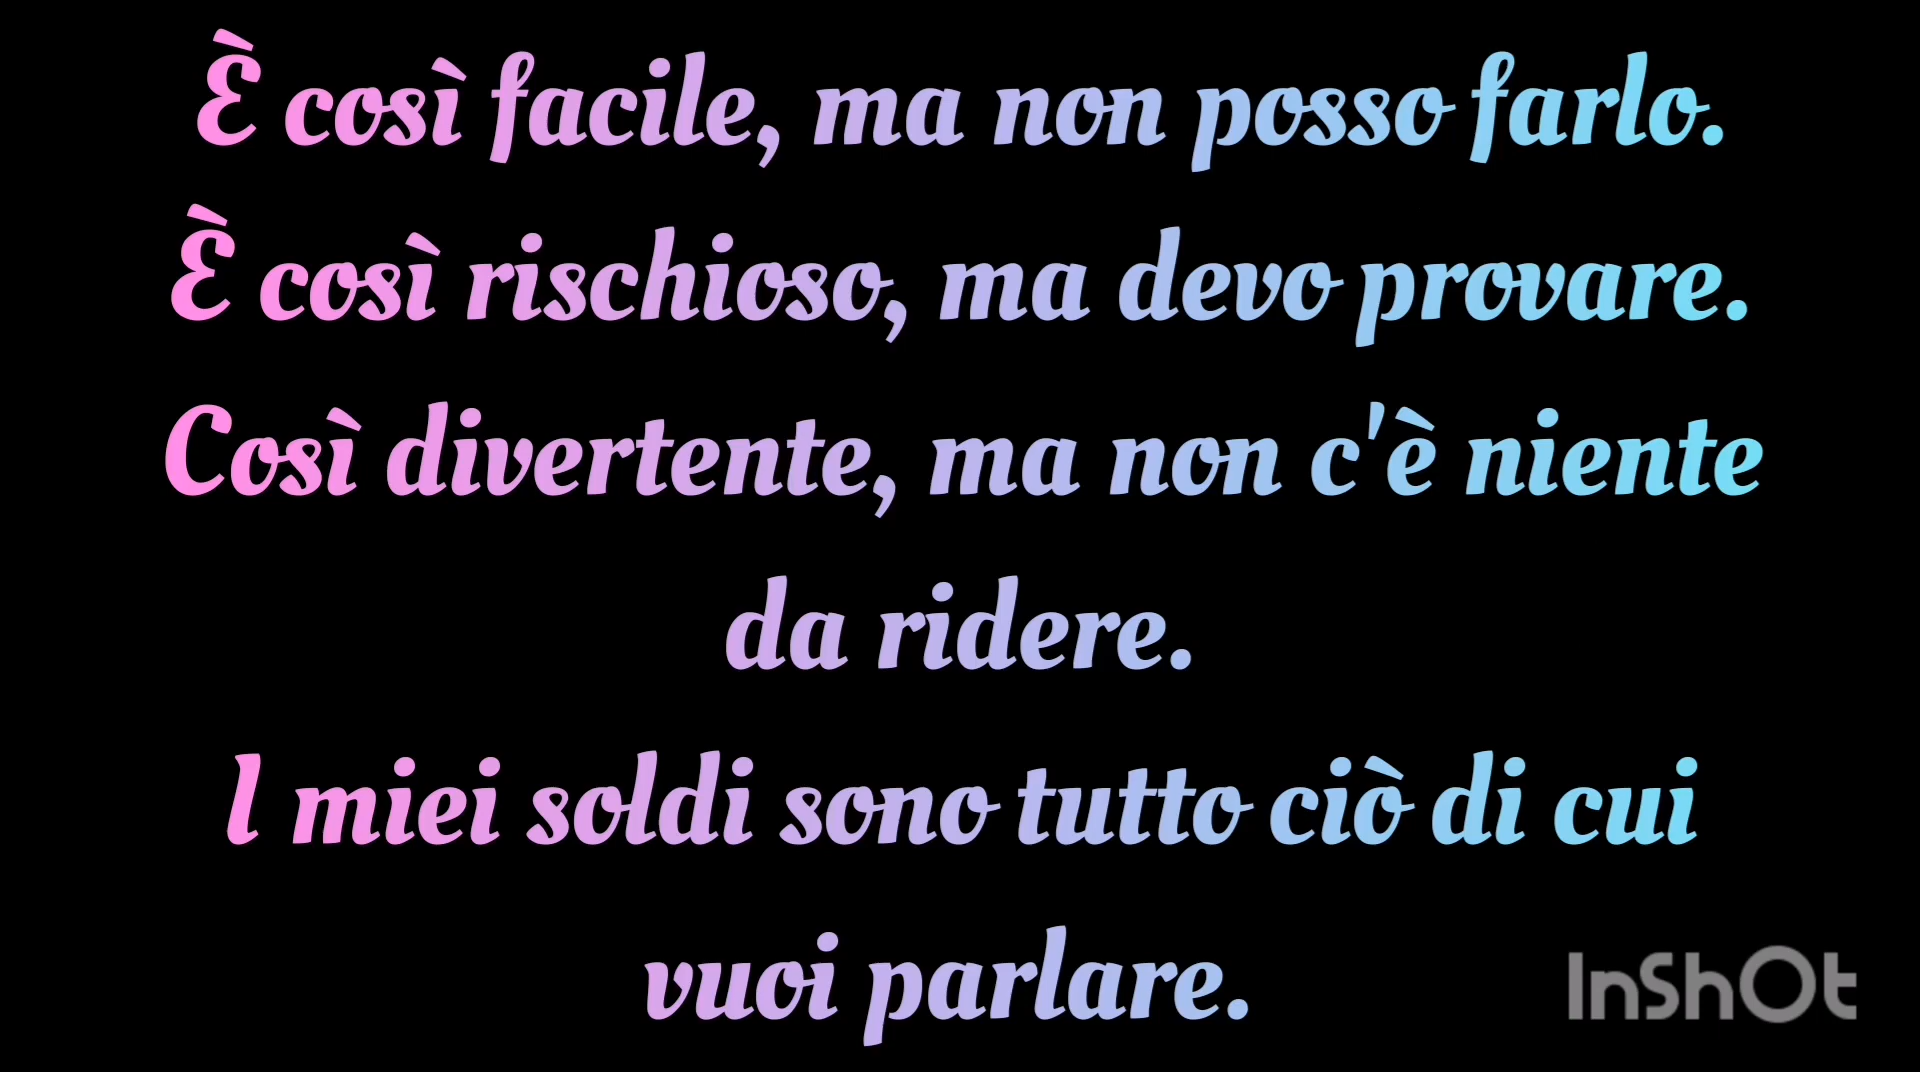 È così facile, ma non posso farlo.
È così rischioso, ma devo provare.
Così divertente, ma non c'è niente
da ridere.
I miei soldi sono tutto ciò di cui
vuoi parlare.
InShOt